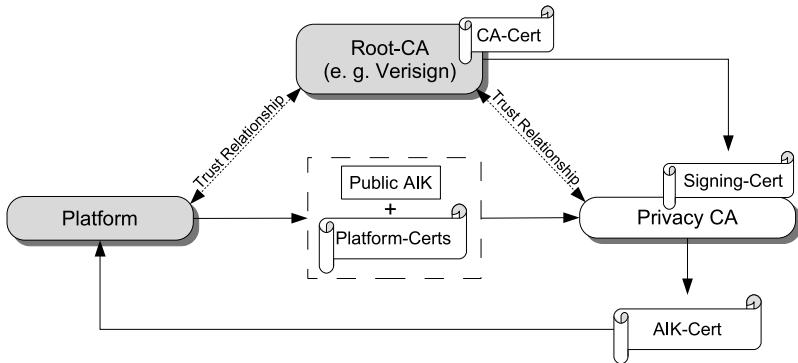 Root-CA
(e. g. Verisign)
CA-Cert
Trust Relationship
Trust Relationship
Public AIK
+
Platform-Certs
Signing-Cert
Platform
Privacy CA
AIK-Cert